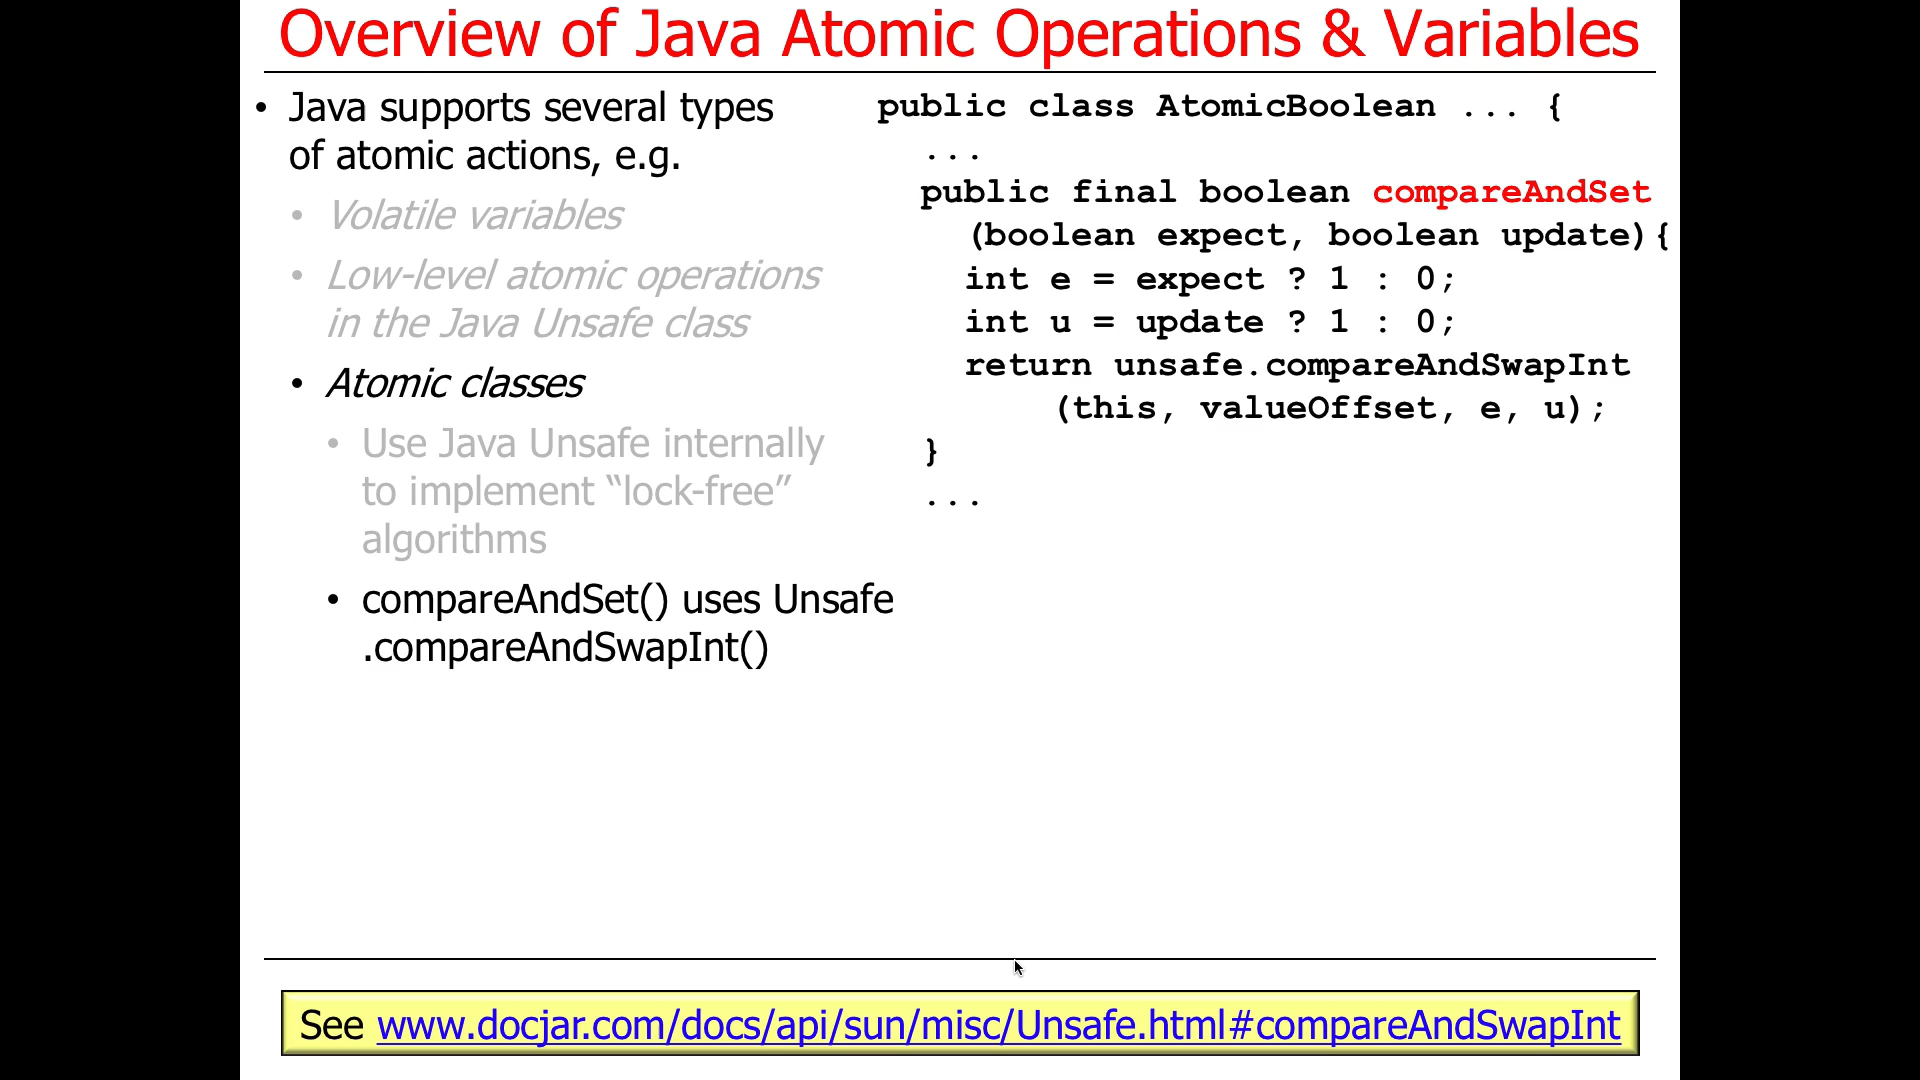 Overview of Java Atomic Operations & Variables
• Java supports several types
of atomic actions, e.g.
• Volatile variables
• Low-level atomic operations
in the Java Unsafe class
• Atomic classes
• Use Java Unsafe internally
to implement “lock-free”
algorithms
• compareAndSet() uses Unsafe
.compareAndSwapInt()
public class AtomicBoolean ... {
...
public final boolean compareAndSet
(boolean expect, boolean update){
int e = expect ? 1 : 0;
int u = update ? 1 : 0;
return unsafe.compareAndSwapInt
(this, valueOffset, e, u);
}
...
See www.docjar.com/docs/api/sun/misc/Unsafe.html#compareAndSwapInt